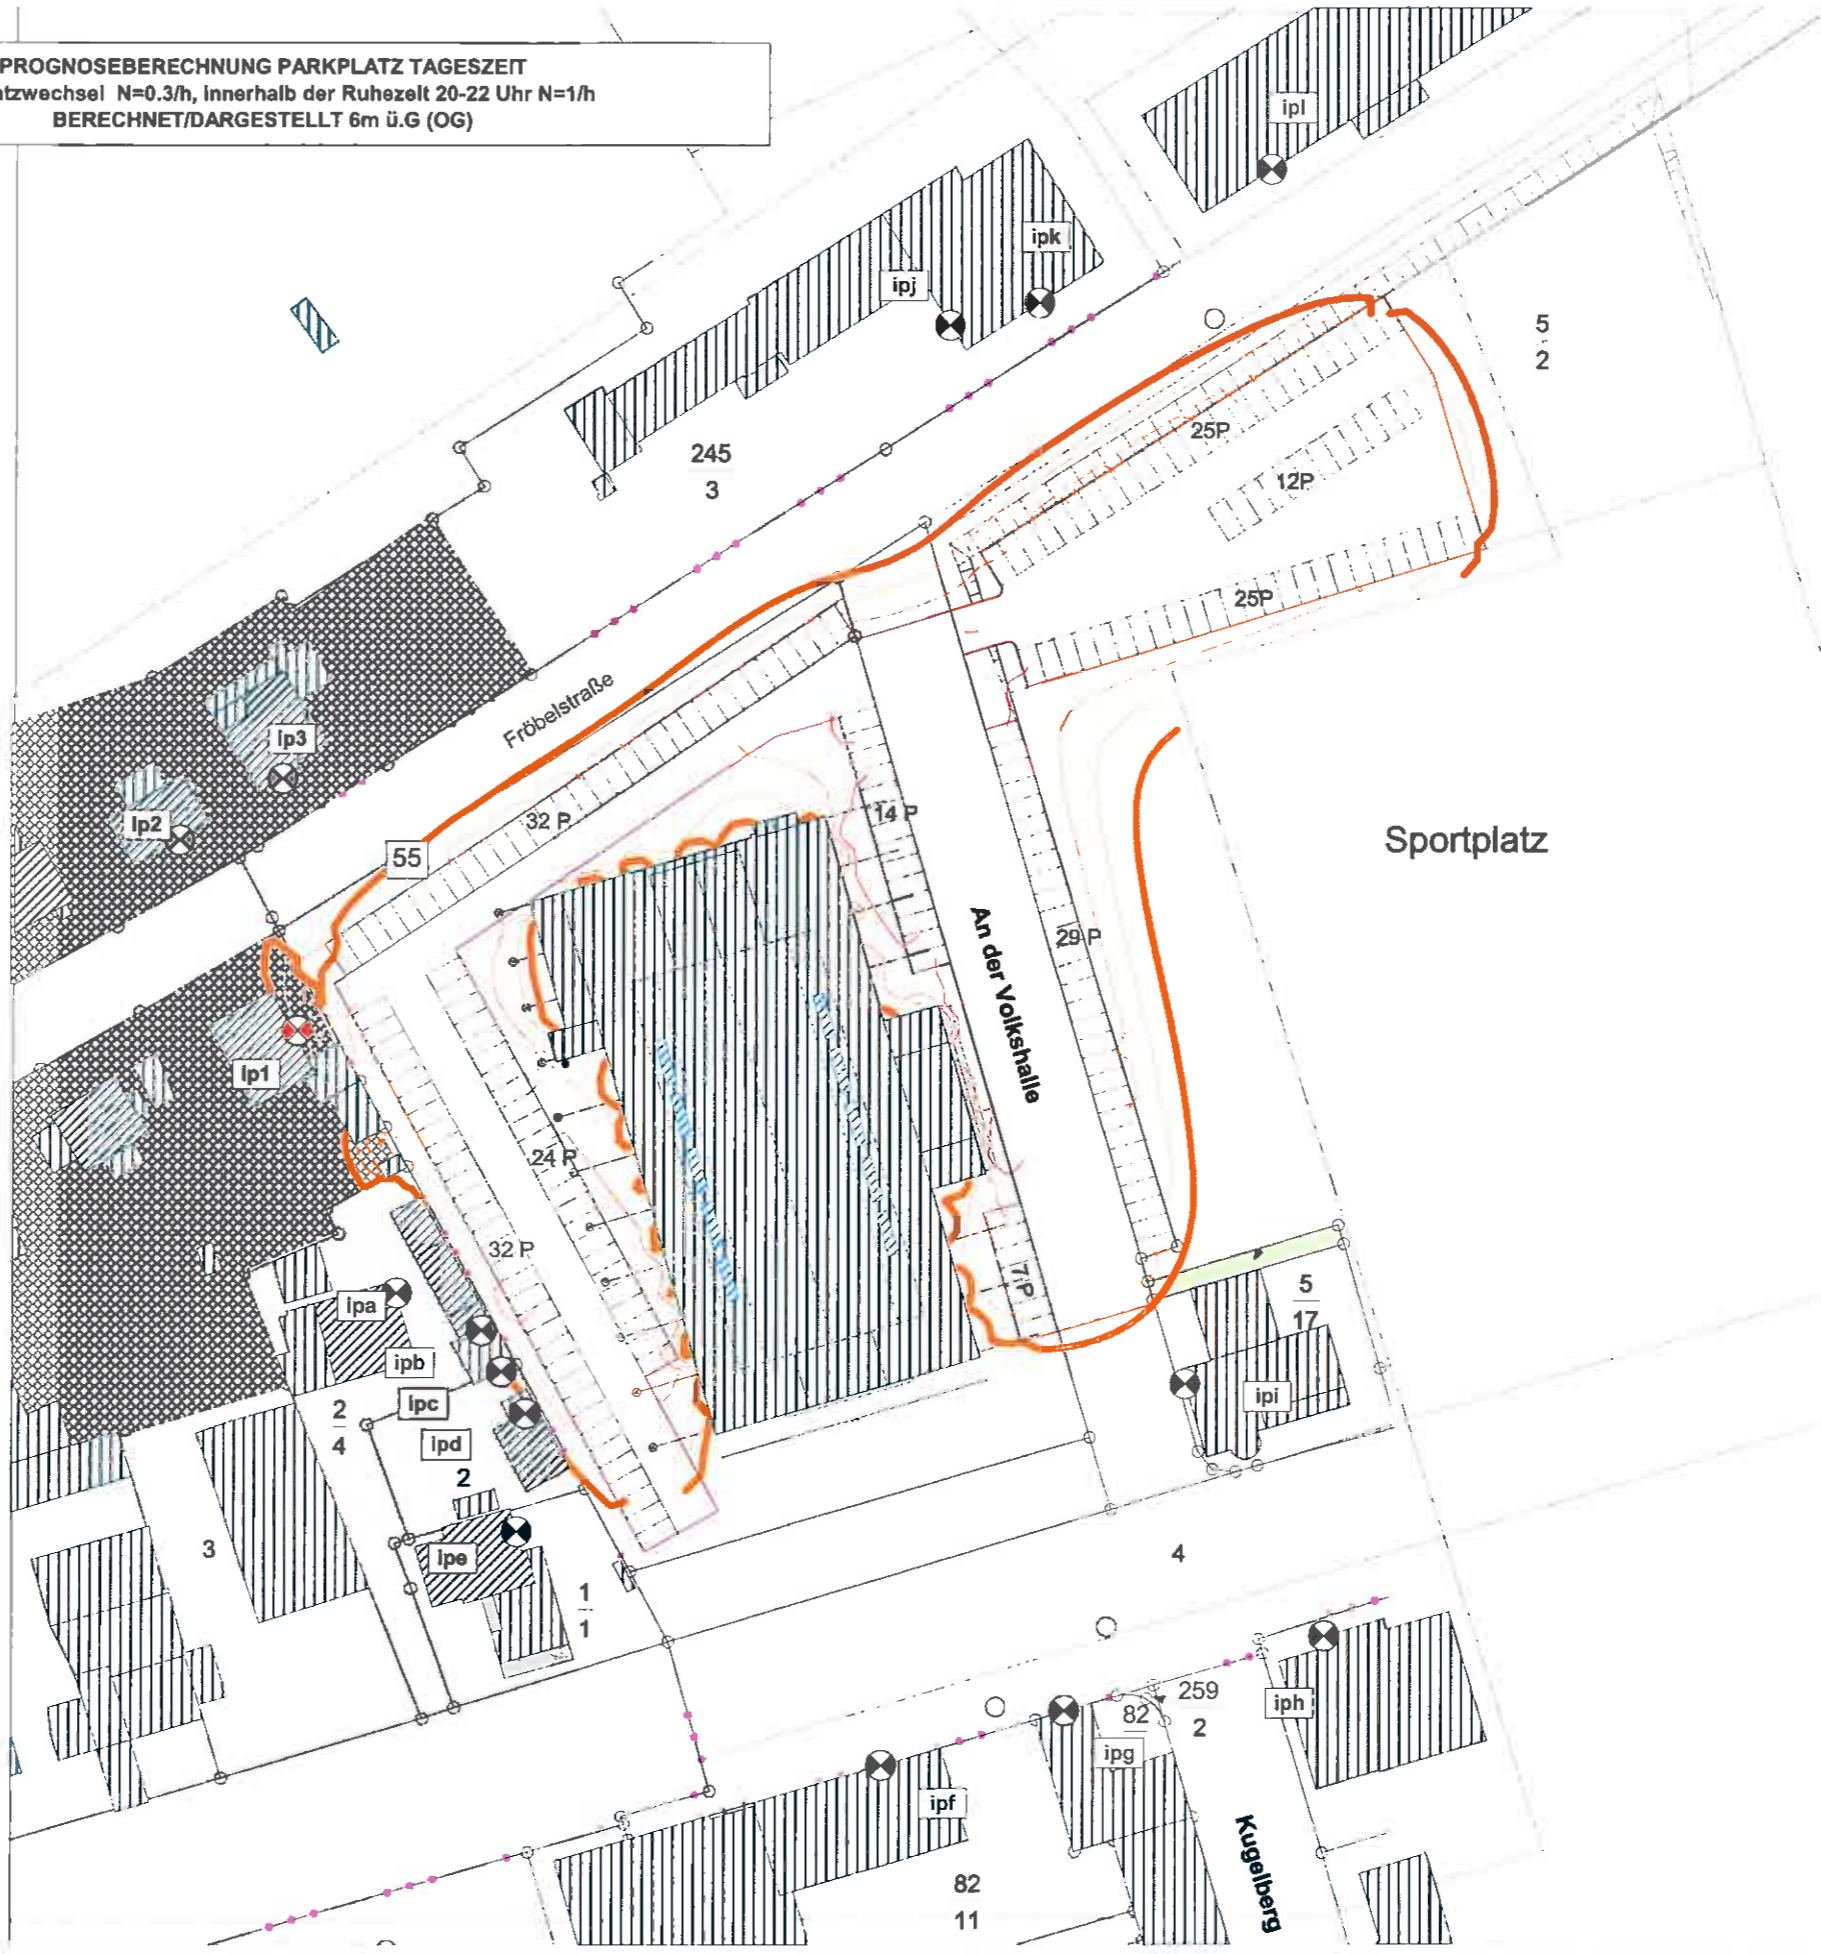 PROGNOSEBERECHNUNG PARKPLATZ TAGESZEIT
tzwechsel N=0.3/h, innerhalb der Ruhezeit 20-22 Uhr N=1/h
BERECHNET/DARGESTELLT 6m ü.G (OG)
ipl
ipk
ipj
5
2
245
3
25P
12P
25P
Fröbelstraße
Ip3
Ip2
32 P
14 P
55
Sportplatz
An der Volkshalle
29 P
Ip1
24 P
32 P
7 P
5
17
Ipa
ipb
Ipc
ipd
2
4
2
ipi
3
Ipe
4
1
1
259
2
82
iph
ipg
ipf
82
11
Kugelberg